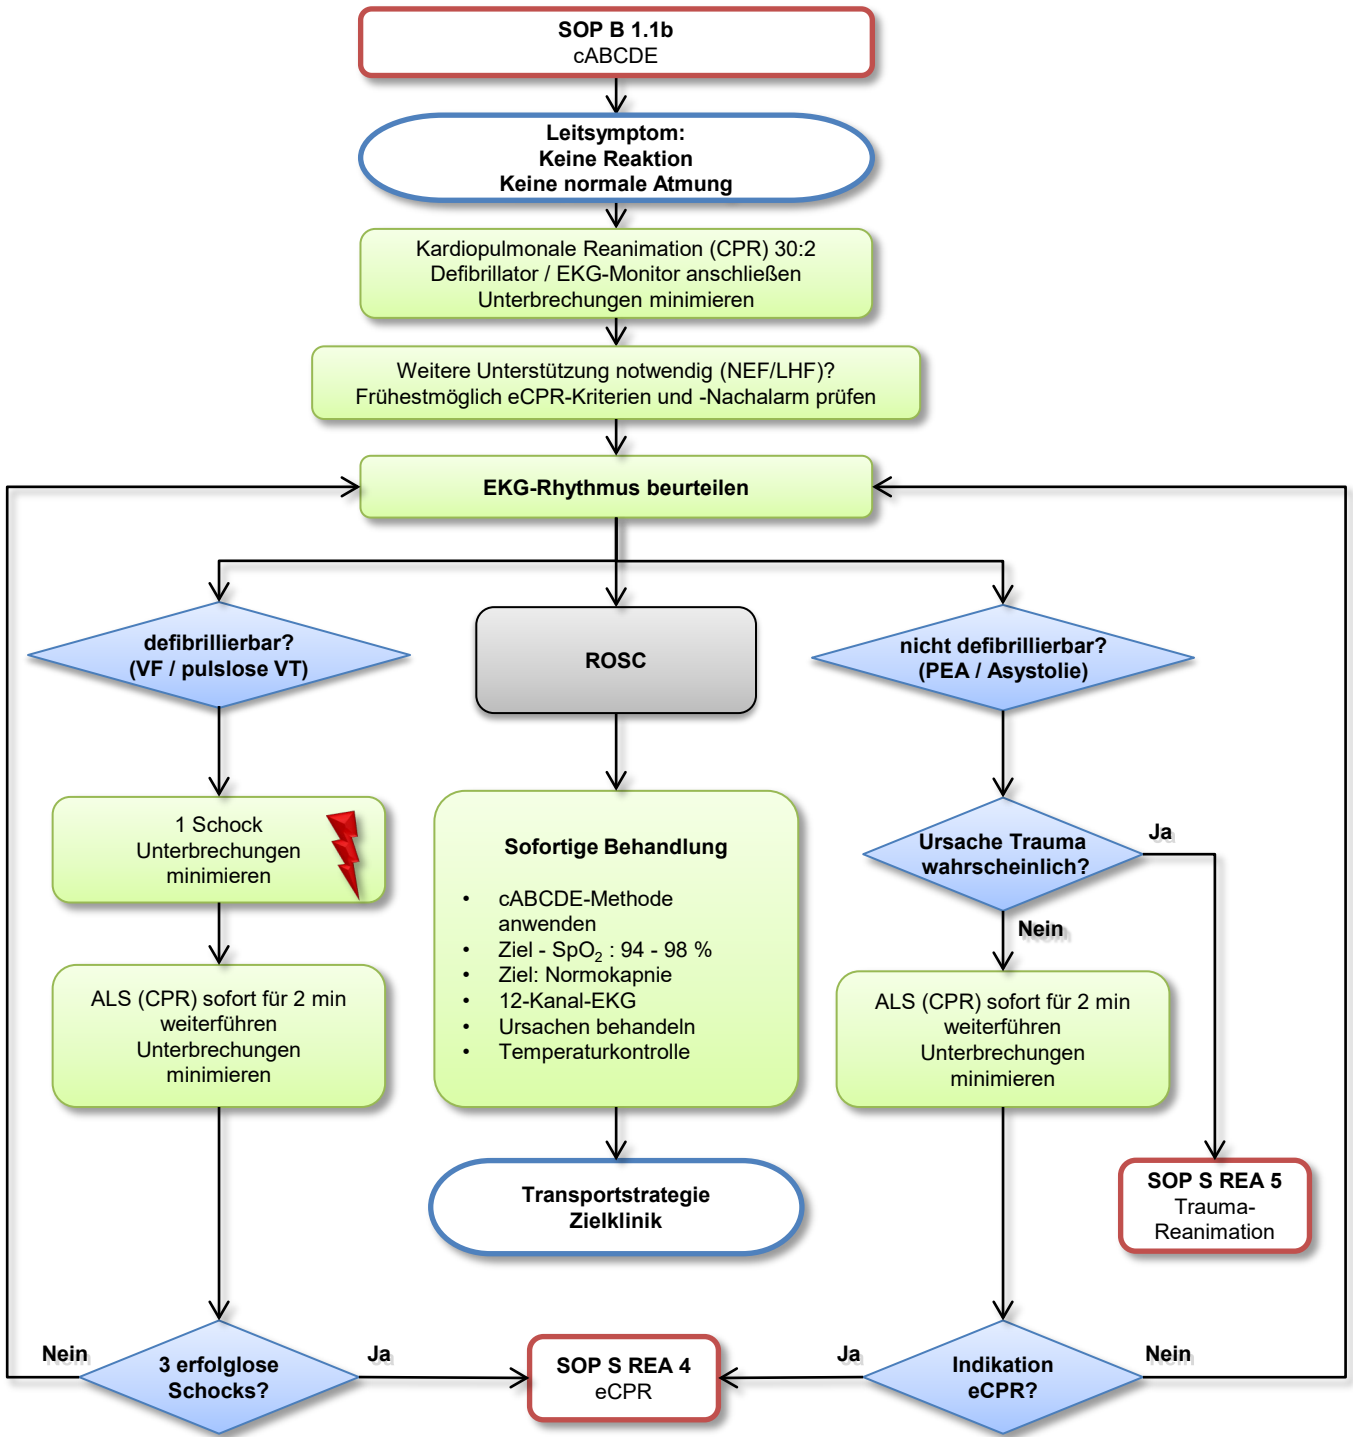 SOP B 1.1b
cABCDE
Leitsymptom:
Keine Reaktion
Keine normale Atmung
Kardiopulmonale Reanimation (CPR) 30:2
Defibrillator / EKG-Monitor anschließen
Unterbrechungen minimieren
Weitere Unterstützung notwendig (NEF/LHF)?
Frühestmöglich eCPR-Kriterien und -Nachalarm prüfen
EKG-Rhythmus beurteilen
defibrillierbar?
(VF / pulslose VT)
ROSC
nicht defibrillierbar?
(PEA / Asystolie)
1 Schock
Unterbrechungen
minimieren
Sofortige Behandlung
• cABCDE-Methode
anwenden
• Ziel - SpO₂ : 94 - 98 %
• Ziel: Normokapnie
• 12-Kanal-EKG
• Ursachen behandeln
• Temperaturkontrolle
Ursache Trauma
wahrscheinlich?
Ja
Nein
ALS (CPR) sofort für 2 min
weiterführen
Unterbrechungen
minimieren
ALS (CPR) sofort für 2 min
weiterführen
Unterbrechungen
minimieren
Transportstrategie
Zielklinik
SOP S REA 5
Trauma-
Reanimation
Nein
3 erfolglose
Schocks?
Ja
SOP S REA 4
eCPR
Ja
Indikation
eCPR?
Nein